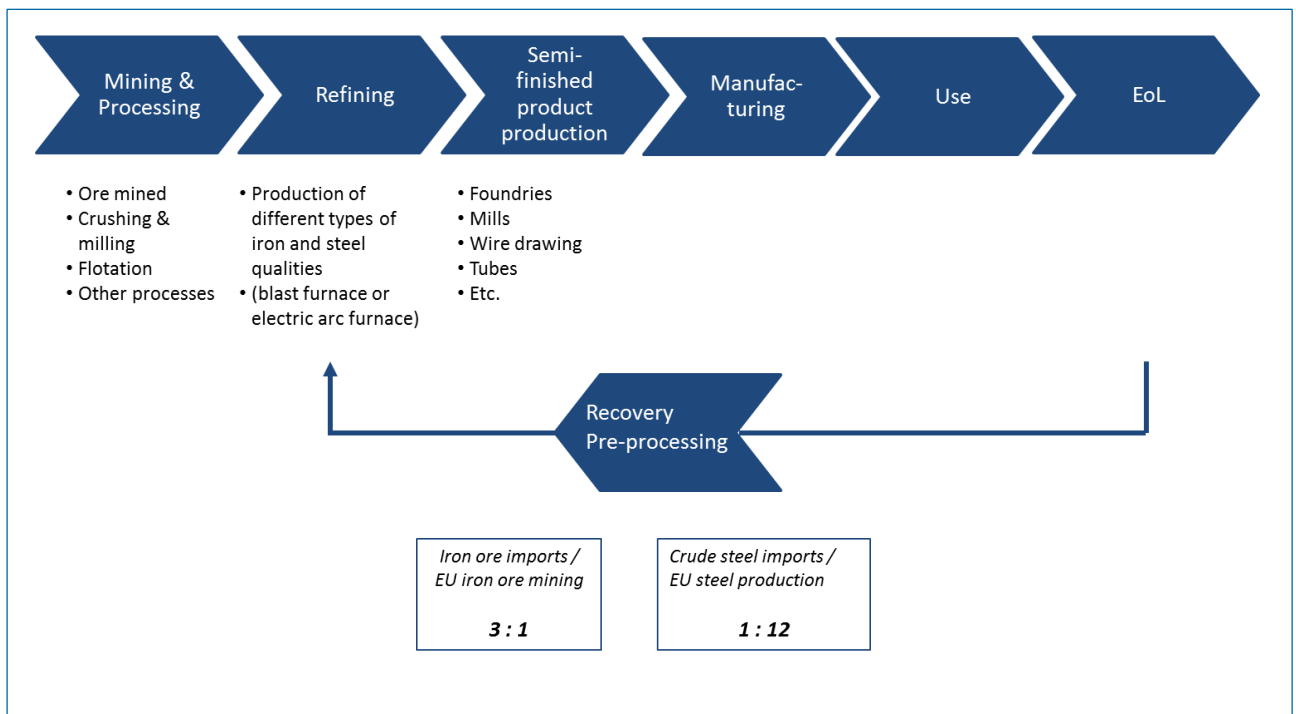 Mining &
Processing
Refining
Semi-
finished
product
production
Manufac-
turing
Use
EoL
• Ore mined
• Crushing &
milling
• Flotation
• Other processes
• Production of
different types of
iron and steel
qualities
• (blast furnace or
electric arc furnace)
• Foundries
• Mills
• Wire drawing
• Tubes
• Etc.
Recovery
Pre-processing
Iron ore imports /
EU iron ore mining
3 : 1
Crude steel imports /
EU steel production
1 : 12